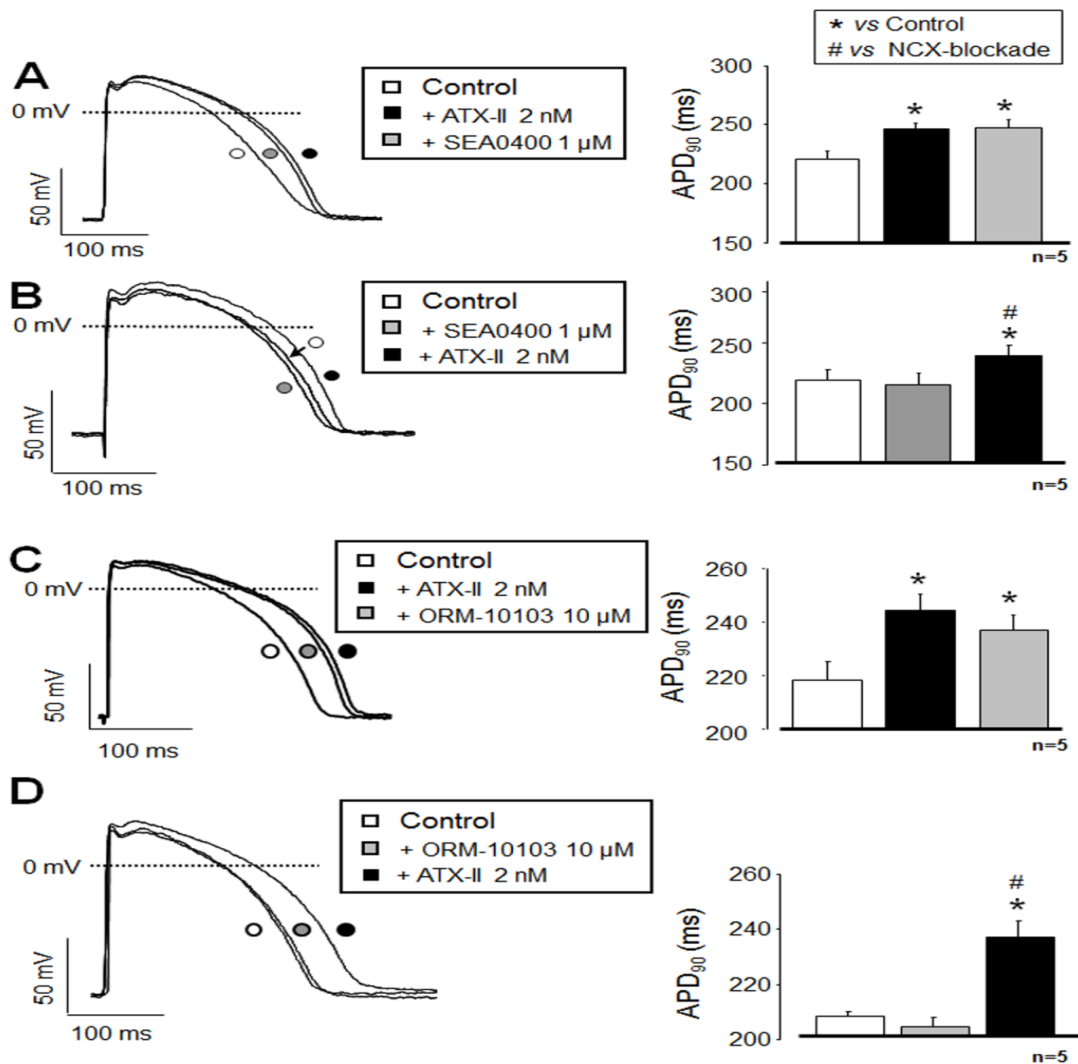 * vs Control
# vs NCX-blockade
A
0 mV
50 mV
100 ms
Control
+ ATX-II 2 nM
+ SEA0400 1 µM
APD90 (ms)
300
250
200
150
*
*
n=5
B
0 mV
50 mV
100 ms
Control
+ SEA0400 1 µM
+ ATX-II 2 nM
APD90 (ms)
300
250
200
150
#
*
n=5
C
0 mV
50 mV
100 ms
Control
+ ATX-II 2 nM
+ ORM-10103 10 µM
APD90 (ms)
260
240
220
200
*
*
n=5
D
0 mV
50 mV
100 ms
Control
+ ORM-10103 10 µM
+ ATX-II 2 nM
APD90 (ms)
260
240
220
200
#
*
n=5